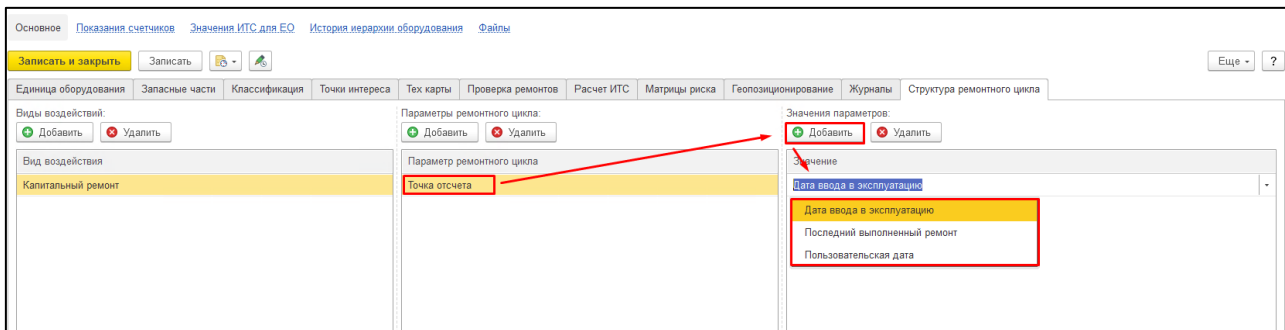 Основное Показания счетчиков Значения ИТС для ЕО История иерархии оборудования Файлы
Записать и закрыть Записать Еще ?
Единица оборудования Запасные части Классификация Точки интереса Тех карты Проверка ремонтов Расчет ИТС Матрицы риска Геопозиционирование Журналы Структура ремонтного цикла
Виды воздействий: Параметры ремонтного цикла: Значения параметров:
Добавить Удалить Добавить Удалить Добавить Удалить
Вид воздействия Параметр ремонтного цикла Значение
Капитальный ремонт Точка отсчета Дата ввода в эксплуатацию
Дата ввода в эксплуатацию
Последний выполненный ремонт
Пользовательская дата